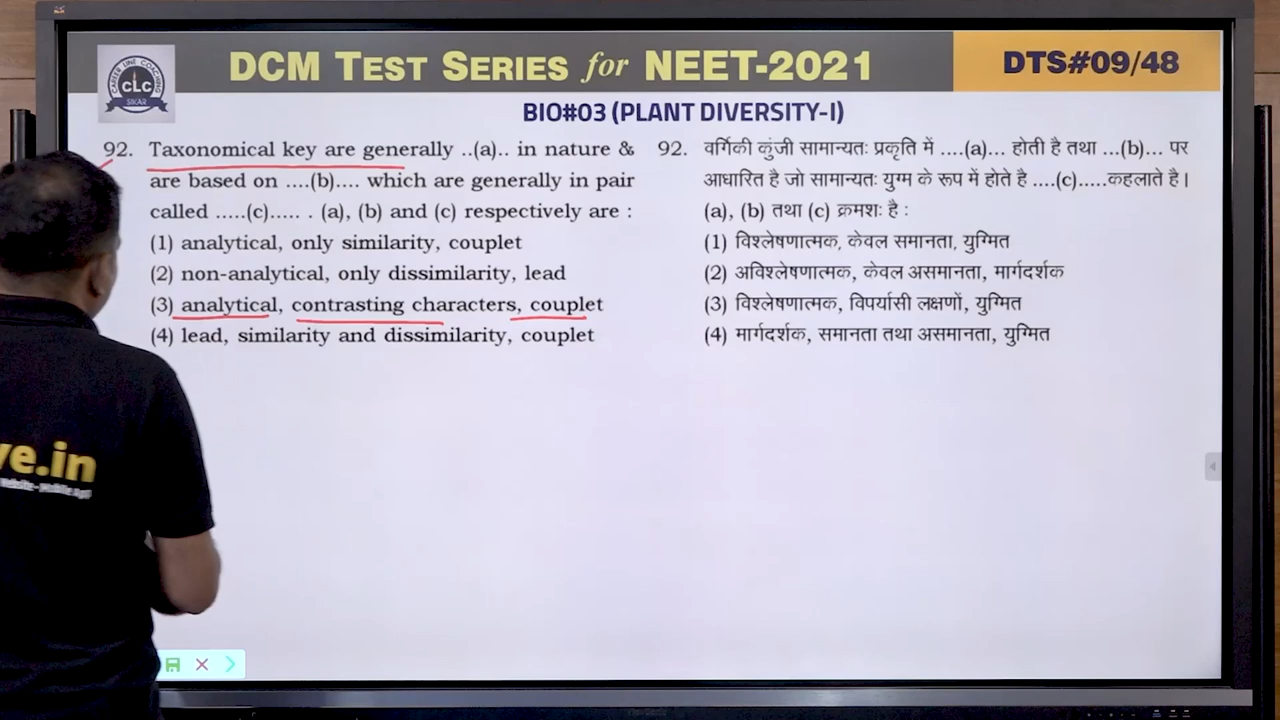 DCM TEST SERIES for NEET-2021
DTS#09/48
CAREER LINE COACHING
CLC
SIKAR
BIO#03 (PLANT DIVERSITY-I)
92. Taxonomical key are generally ..(a).. in nature &
are based on ....(b).... which are generally in pair
called .....(c)..... . (a), (b) and (c) respectively are :
(1) analytical, only similarity, couplet
(2) non-analytical, only dissimilarity, lead
(3) analytical, contrasting characters, couplet
(4) lead, similarity and dissimilarity, couplet
92. वर्गिकी कुंजी सामान्यतः प्रकृति में ....(a)... होती है तथा ...(b)... पर
आधारित है जो सामान्यतः युग्म के रूप में होते है ....(c).....कहलाते है।
(a), (b) तथा (c) क्रमशः है :
(1) विश्लेषणात्मक, केवल समानता, युग्मित
(2) अविश्लेषणात्मक, केवल असमानता, मार्गदर्शक
(3) विश्लेषणात्मक, विपर्यासी लक्षणों, युग्मित
(4) मार्गदर्शक, समानता तथा असमानता, युग्मित
ve.in